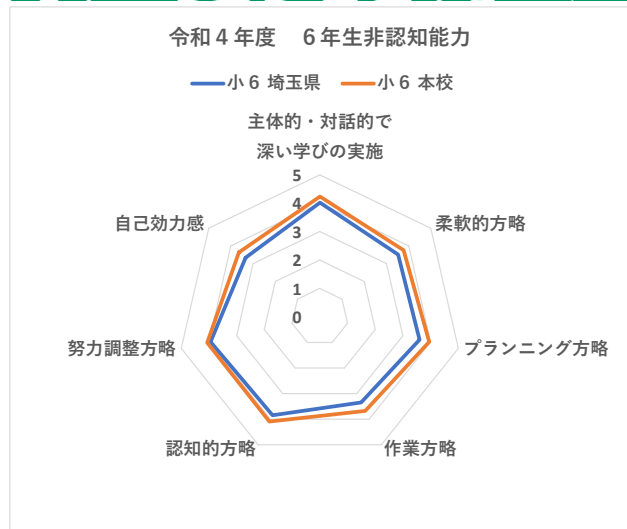 令和４年度　６年生非認知能力
小６ 埼玉県
小６ 本校
主体的・対話的で
深い学びの実施
柔軟的方略
プランニング方略
作業方略
認知的方略
努力調整方略
自己効力感
5
4
3
2
1
0